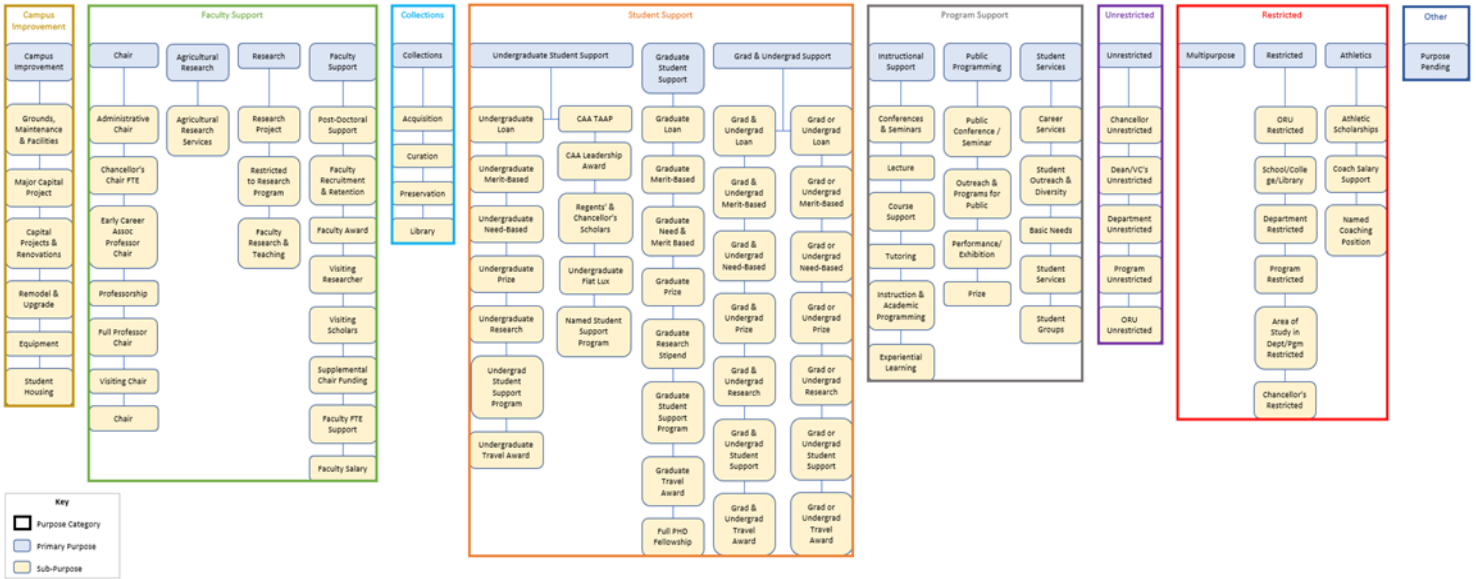 Campus
Improvement
Campus
Improvement
Grounds,
Maintenance
& Facilities
Major Capital
Project
Capital
Projects &
Renovations
Remodel &
Upgrade
Equipment
Student
Housing
Faculty Support
Chair
Administrative
Chair
Chancellor's
Chair FTE
Early Career
Assoc
Professor
Chair
Professorship
Full Professor
Chair
Visiting Chair
Chair
Agricultural
Research
Agricultural
Research
Services
Research
Research
Project
Restricted
to Research
Program
Faculty
Research &
Teaching
Faculty
Support
Post-Doctoral
Support
Faculty
Recruitment
& Retention
Faculty Award
Visiting
Researcher
Visiting
Scholars
Supplemental
Chair Funding
Faculty FTE
Support
Faculty Salary
Collections
Collections
Acquisition
Curation
Preservation
Library
Student Support
Undergraduate Student Support
Undergraduate
Loan
Undergraduate
Merit-Based
Undergraduate
Need-Based
Undergraduate
Prize
Undergraduate
Research
Undergrad
Student
Support
Program
Undergraduate
Travel Award
CAA TAAP
CAA Leadership
Award
Regents' &
Chancellor's
Scholars
Undergraduate
Fiat Lux
Named Student
Support
Program
Graduate
Student
Support
Graduate
Loan
Graduate
Merit-Based
Graduate
Need &
Merit Based
Graduate
Prize
Graduate
Research
Stipend
Graduate
Student
Support
Program
Graduate
Travel
Award
Full PHD
Fellowship
Grad & Undergrad Support
Grad &
Undergrad
Loan
Grad &
Undergrad
Merit-Based
Grad &
Undergrad
Need-Based
Grad &
Undergrad
Prize
Grad &
Undergrad
Research
Grad &
Undergrad
Student
Support
Grad &
Undergrad
Travel
Award
Grad or
Undergrad
Loan
Grad or
Undergrad
Merit-Based
Grad or
Undergrad
Need-Based
Grad or
Undergrad
Prize
Grad or
Undergrad
Research
Grad or
Undergrad
Student
Support
Grad or
Undergrad
Travel
Award
Program Support
Instructional
Support
Conferences
& Seminars
Lecture
Course
Support
Tutoring
Instruction &
Academic
Programming
Experiential
Learning
Public
Programming
Public
Conference /
Seminar
Outreach &
Programs for
Public
Performance/
Exhibition
Prize
Student
Services
Career
Services
Student
Outreach &
Diversity
Basic Needs
Student
Services
Student
Groups
Unrestricted
Unrestricted
Chancellor
Unrestricted
Dean/VC's
Unrestricted
Department
Unrestricted
Program
Unrestricted
ORU
Unrestricted
Restricted
Multipurpose
Restricted
ORU
Restricted
School/Colle
ge/Library
Department
Restricted
Program
Restricted
Area of
Study in
Dept/Pgm
Restricted
Chancellor's
Restricted
Athletics
Athletic
Scholarships
Coach Salary
Support
Named
Coaching
Position
Other
Purpose
Pending
Key
Purpose Category
Primary Purpose
Sub-Purpose